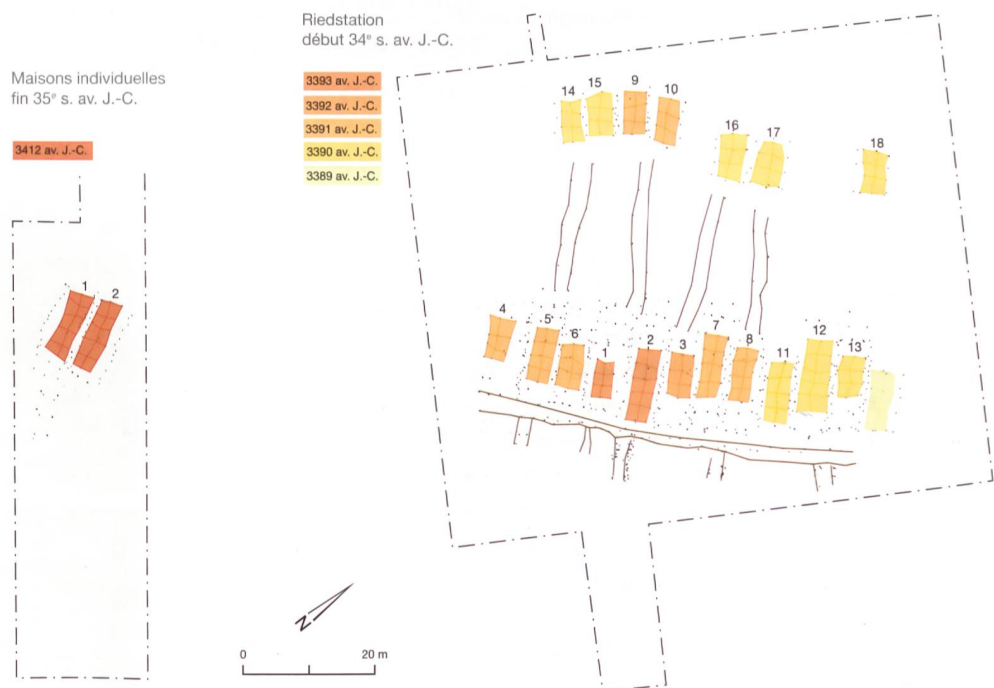 Maisons individuelles
fin 35e s. av. J.-C.
3412 av. J.-C.
1 2
Riedstation
début 34e s. av. J.-C.
3393 av. J.-C.
3392 av. J.-C.
3391 av. J.-C.
3390 av. J.-C.
3389 av. J.-C.
14 15 9 10
16 17
18
4 5 6 1 2 3 7 8 11 12 13
N
0 20 m